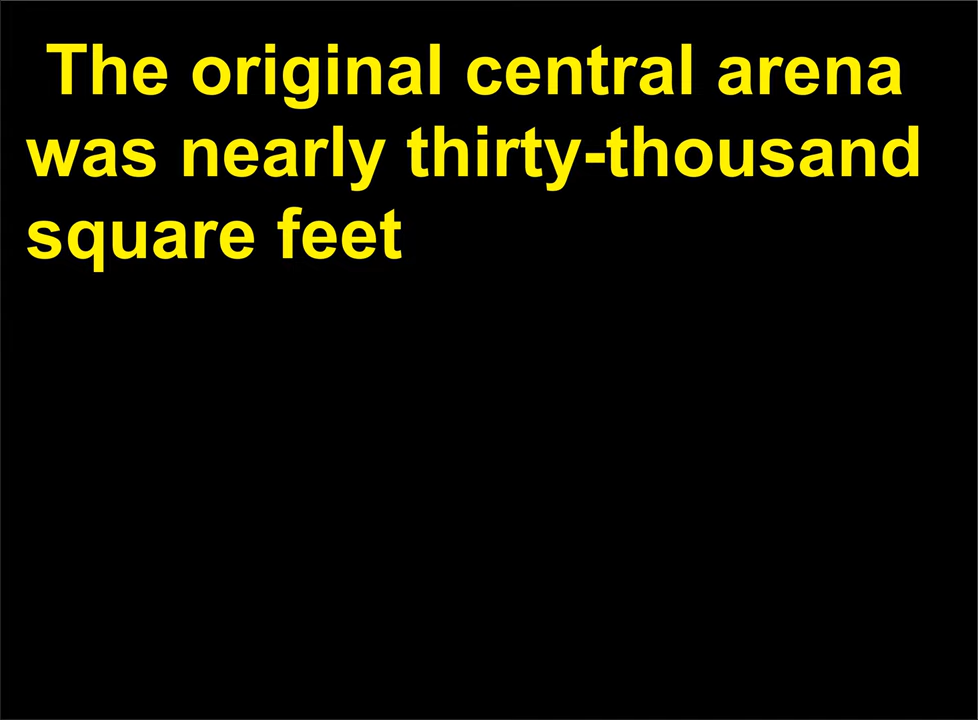 The original central arena
was nearly thirty-thousand
square feet